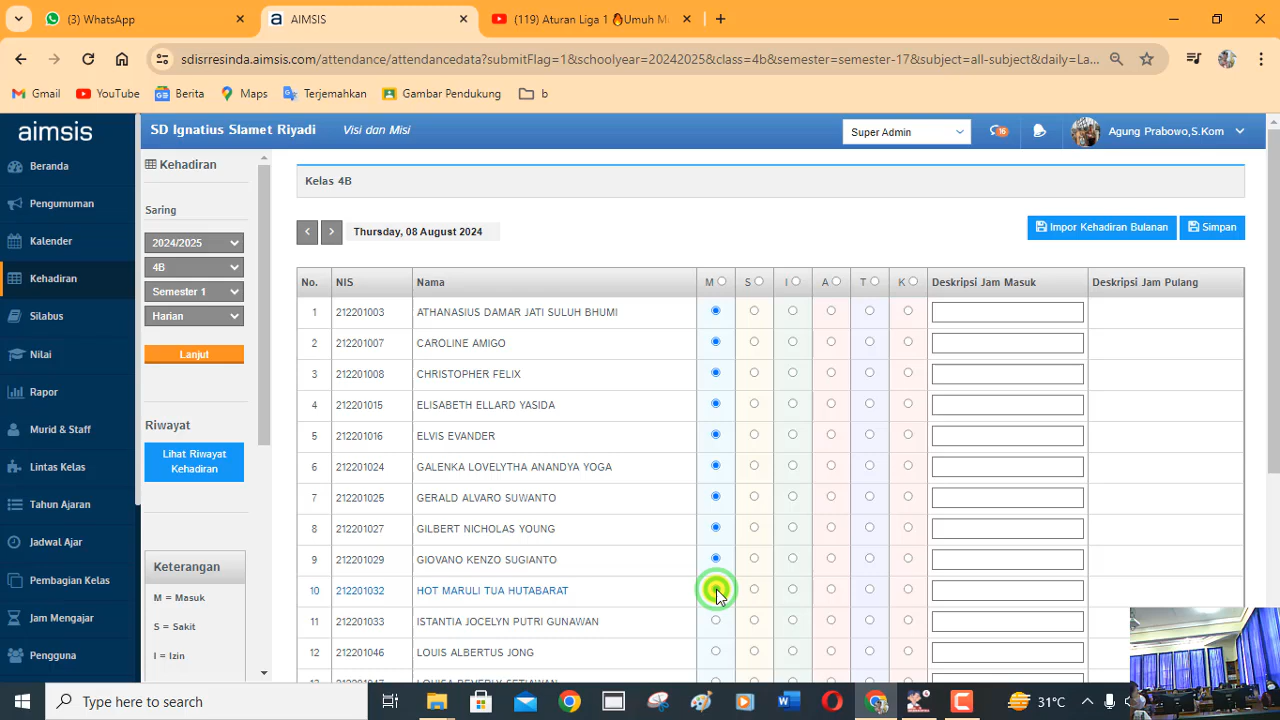 (3) WhatsApp
AIMSIS
(119) Aturan Liga 1 🔥Umuh M
sdisrresinda.aimsis.com/attendance/attendancedata?submitFlag=1&schoolyear=20242025&class=4b&semester=semester-17&subject=all-subject&daily=La...
Gmail
YouTube
Berita
Maps
Terjemahkan
Gambar Pendukung
b
aimsis
SD Ignatius Slamet Riyadi
Visi dan Misi
Super Admin
16
Agung Prabowo,S.Kom
Beranda
Pengumuman
Kalender
Kehadiran
Silabus
Nilai
Rapor
Murid & Staff
Lintas Kelas
Tahun Ajaran
Jadwal Ajar
Pembagian Kelas
Jam Mengajar
Pengguna
Kehadiran
Saring
2024/2025
4B
Semester 1
Harian
Lanjut
Riwayat
Lihat Riwayat
Kehadiran
Keterangan
M = Masuk
S = Sakit
I = Izin
Kelas 4B
Thursday, 08 August 2024
Impor Kehadiran Bulanan
Simpan
No. NIS Nama M S I A T K Deskripsi Jam Masuk Deskripsi Jam Pulang
1 212201003 ATHANASIUS DAMAR JATI SULUH BHUMI
2 212201007 CAROLINE AMIGO
3 212201008 CHRISTOPHER FELIX
4 212201015 ELISABETH ELLARD YASIDA
5 212201016 ELVIS EVANDER
6 212201024 GALENKA LOVELYTHA ANANDYA YOGA
7 212201025 GERALD ALVARO SUWANTO
8 212201027 GILBERT NICHOLAS YOUNG
9 212201029 GIOVANO KENZO SUGIANTO
10 212201032 HOT MARULI TUA HUTABARAT
11 212201033 ISTANTIA JOCELYN PUTRI GUNAWAN
12 212201046 LOUIS ALBERTUS JONG
Type here to search
31°C